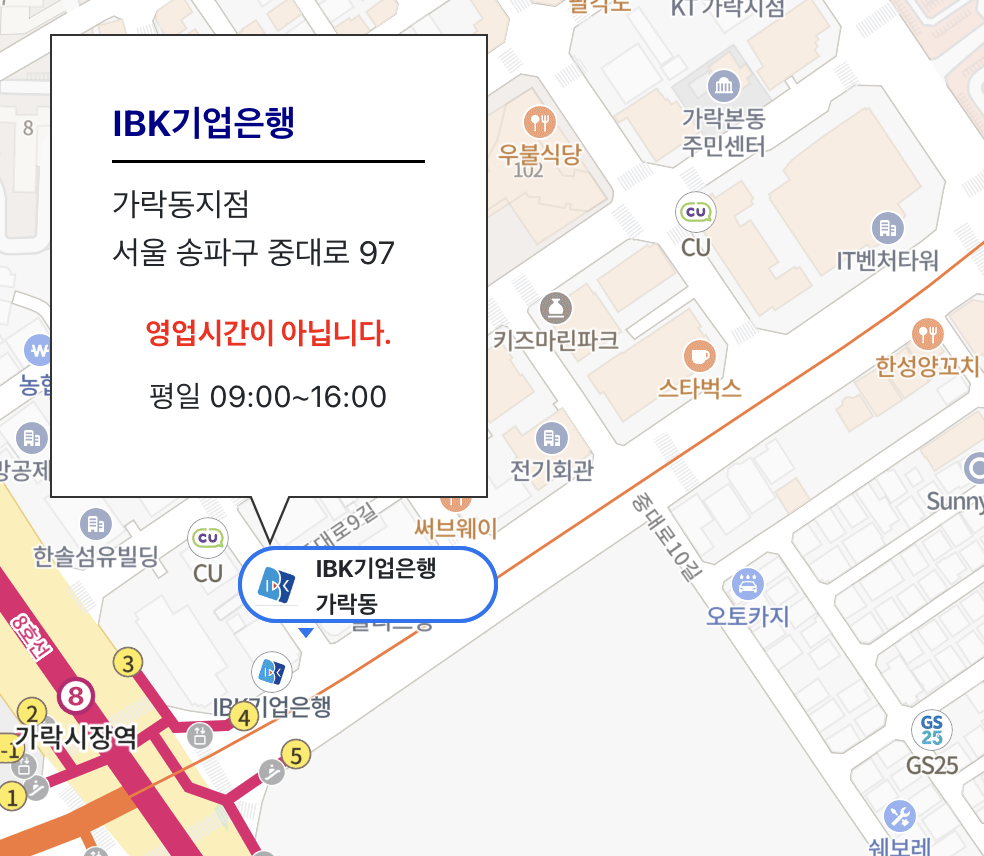 팔각도
KT 가락지점
IBK기업은행
가락동지점
서울 송파구 중대로 97
영업시간이 아닙니다.
평일 09:00~16:00
8
우불식당
102
가락본동
주민센터
CU
CU
IT벤처타워
키즈마린파크
스타벅스
한성양꼬치
농협
방공제
전기회관
써브웨이
Sunny
한솔섬유빌딩
cu
CU
대로9길
중대로10길
IBK기업은행
가락동
오토카지
8호선
3
8
2
가락시장역
IBK기업은행
4
5
-1
1
GS
25
GS25
쉐보레